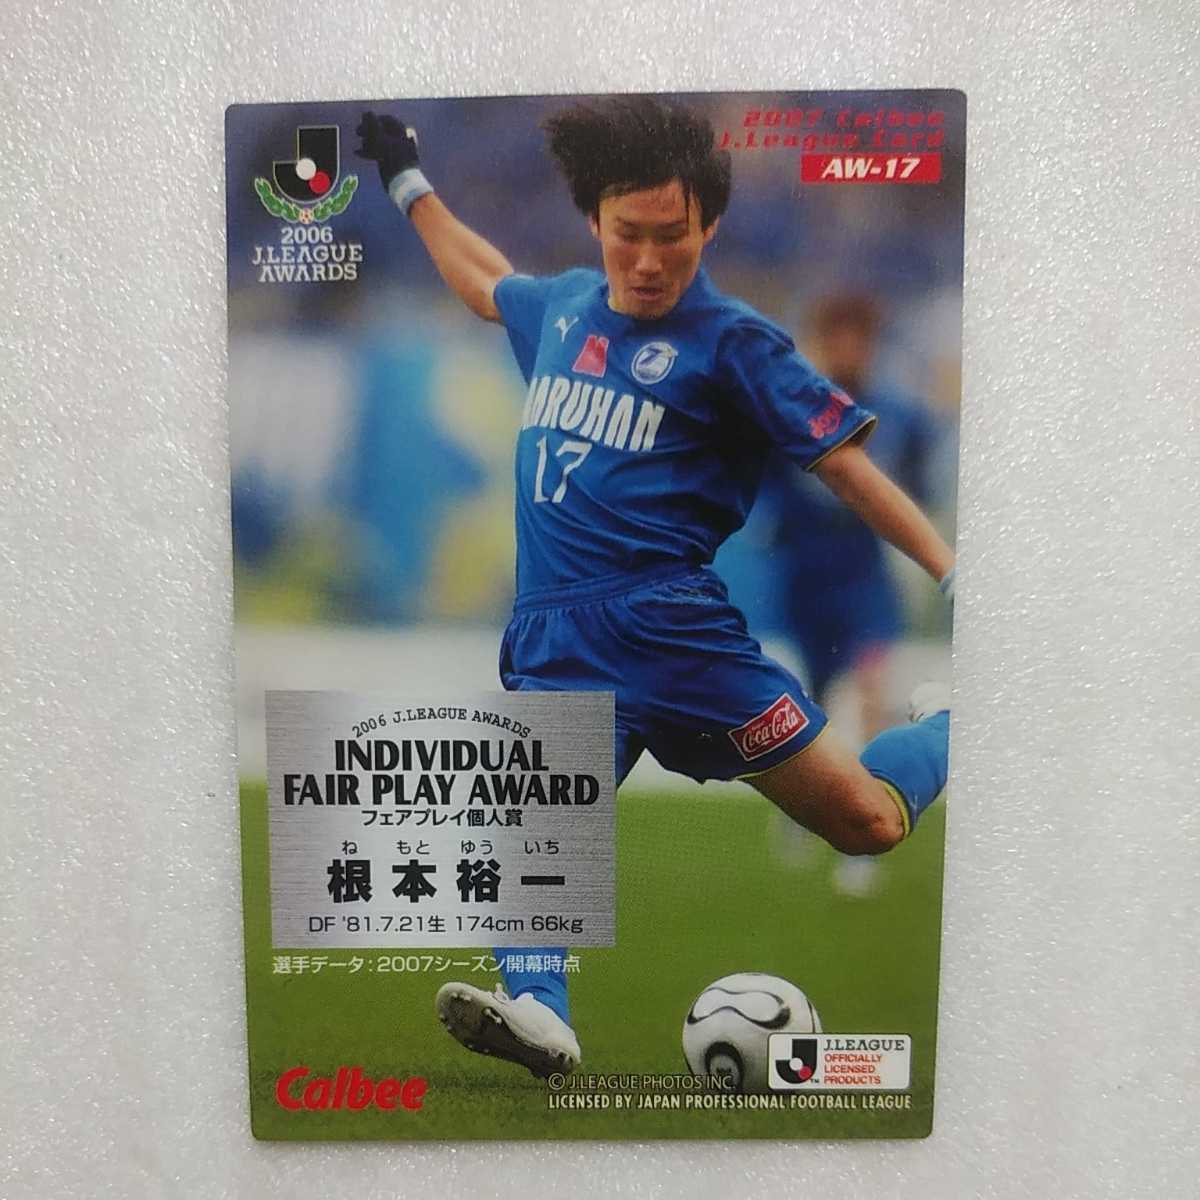 2007 Calbee
J.League Card
AW-17
2006
J.LEAGUE
AWARDS
MARUHAN
17
Joyfull
Coca-Cola
2006 J.LEAGUE AWARDS
INDIVIDUAL
FAIR PLAY AWARD
フェアプレイ個人賞
ね もと ゆう いち
根本裕一
DF '81.7.21生 174cm 66kg
選手データ:2007シーズン開幕時点
J.LEAGUE
OFFICIALLY
LICENSED
PRODUCTS
TM
Calbee
© J.LEAGUE PHOTOS INC.
LICENSED BY JAPAN PROFESSIONAL FOOTBALL LEAGUE